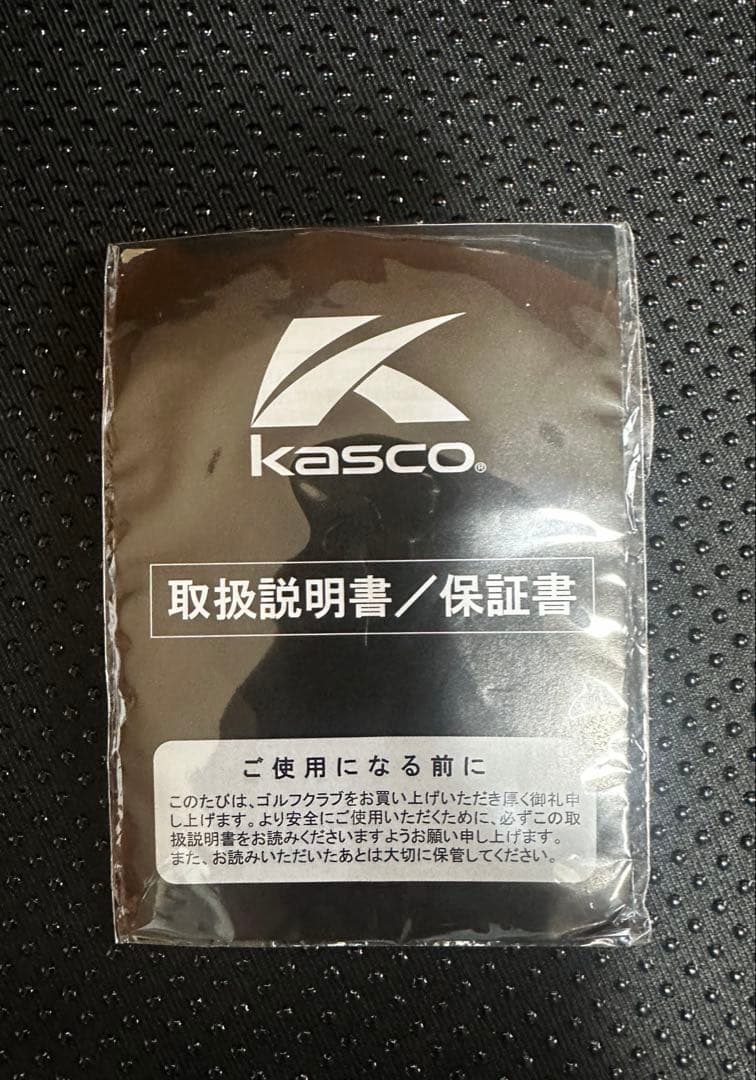 Kasco®
取扱説明書／保証書
ご使用になる前に
このたびは、ゴルフクラブをお買い上げいただき厚く御礼申
し上げます。より安全にご使用いただくために、必ずこの取
扱説明書をお読みくださいますようお願い申し上げます。
また、お読みいただいたあとは大切に保管してください。